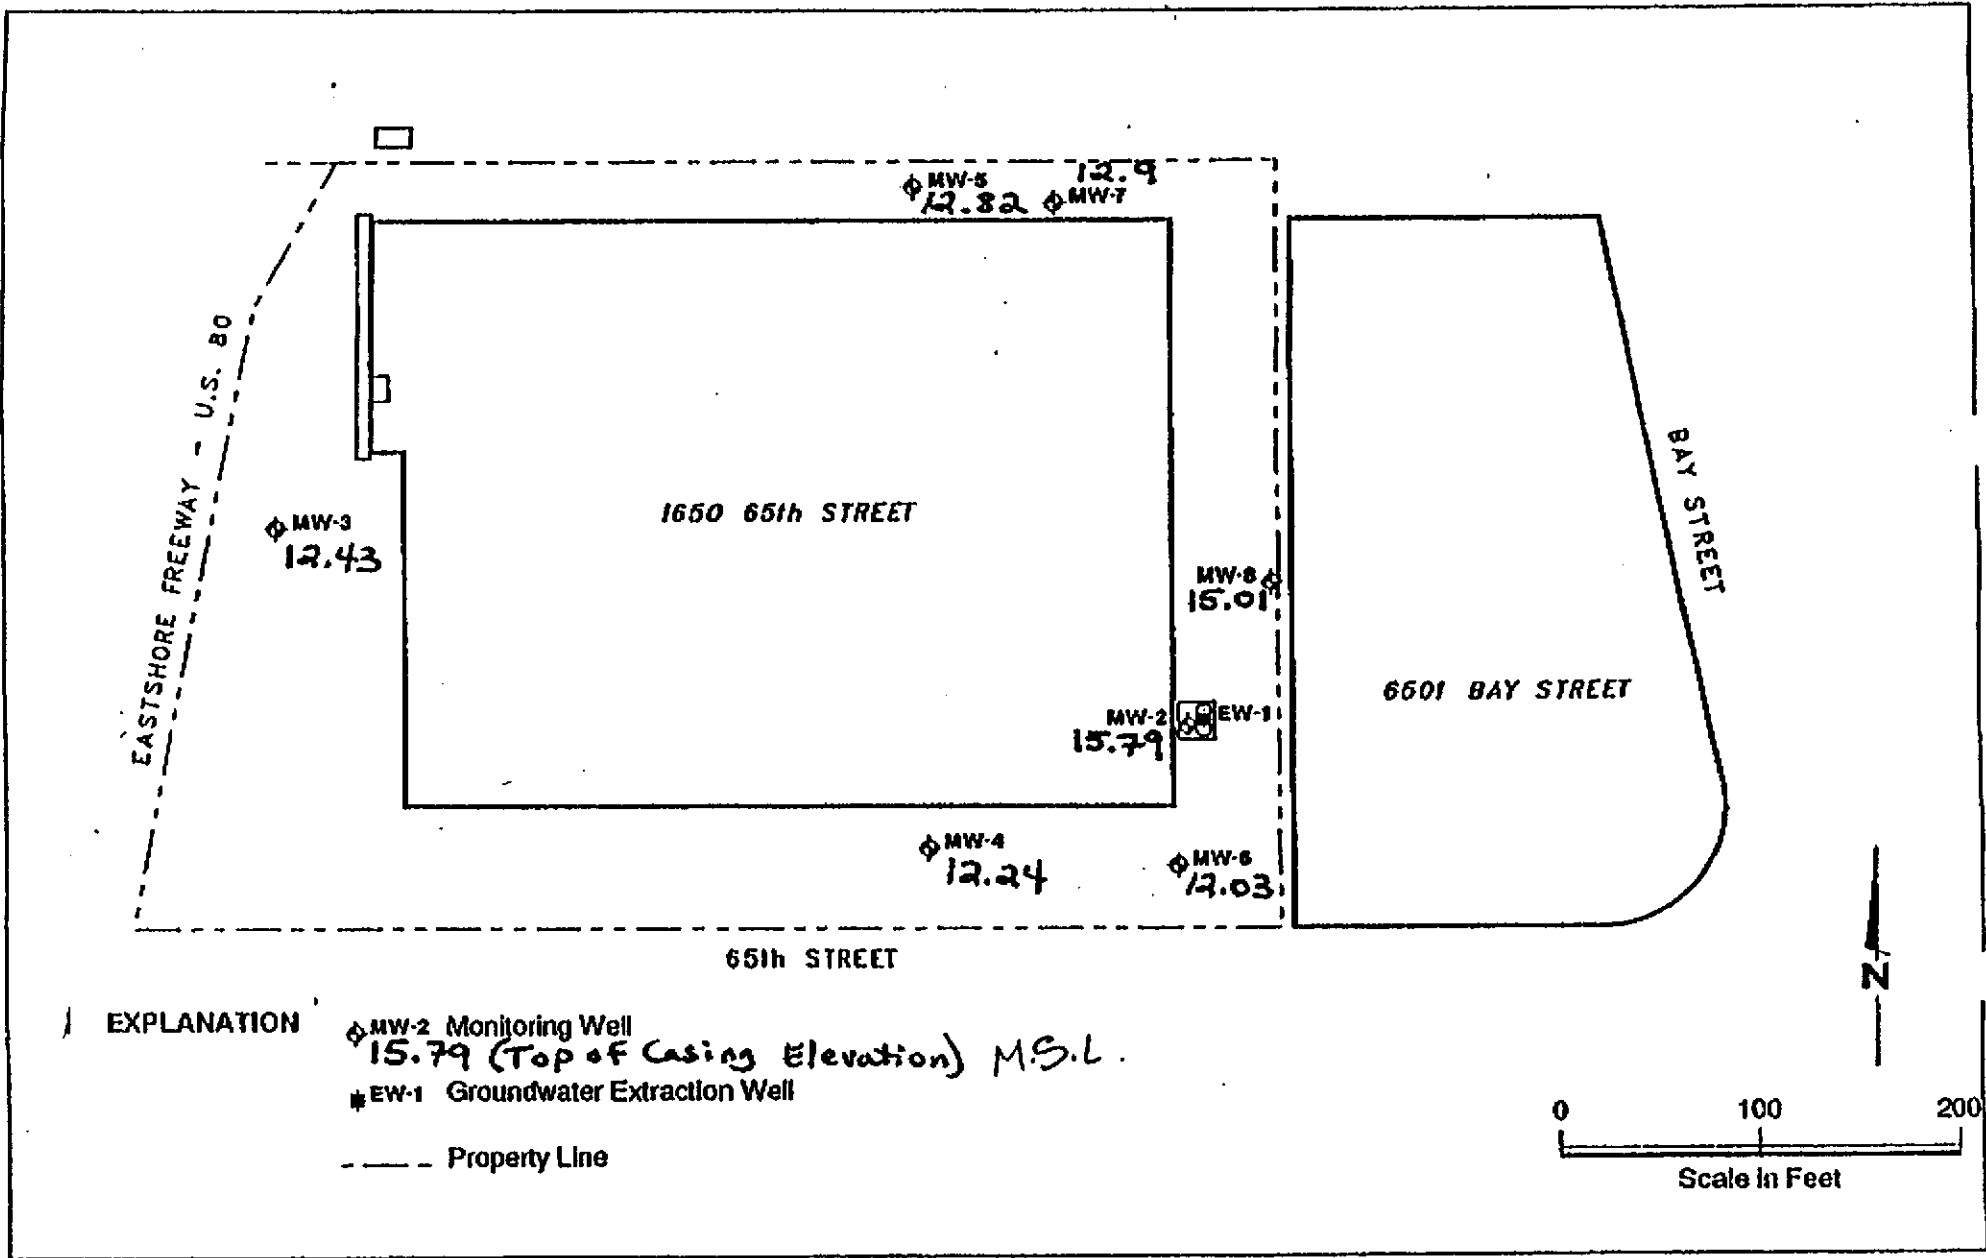 12.9
MW-5
12.82
MW-7
EASTSHORE FREEWAY - U.S. 80
BAY STREET
1650 65th STREET
MW-3
12.43
MW-8
15.01
6501 BAY STREET
MW-2
EW-1
15.79
MW-4
12.24
MW-6
12.03
65th STREET
N
EXPLANATION
MW-2 Monitoring Well
15.79 (Top of Casing Elevation) M.S.L.
EW-1 Groundwater Extraction Well
Property Line
0 100 200
Scale in Feet